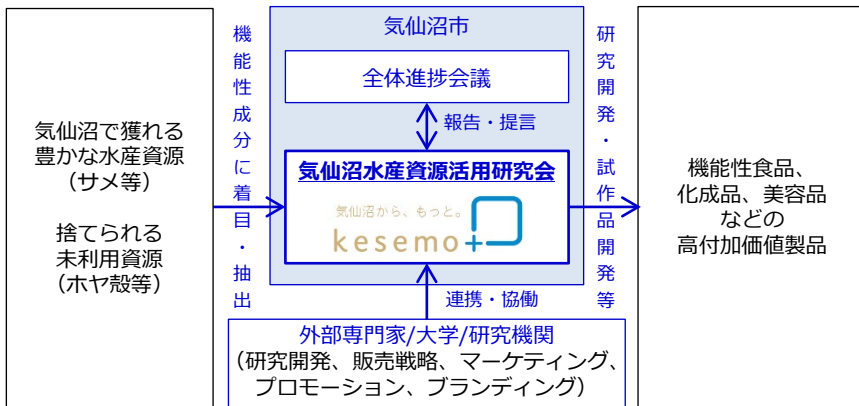 気仙沼で獲れる
豊かな水産資源
（サメ等）
捨てられる
未利用資源
（ホヤ殻等）
機能性成分に着目・抽出
気仙沼市
全体進捗会議
報告・提言
気仙沼水産資源活用研究会
気仙沼から、もっと。
kesemo+
連携・協働
外部専門家/大学/研究機関
（研究開発、販売戦略、マーケティング、
プロモーション、ブランディング）
研究開発・試作品開発等
機能性食品、
化成品、美容品
などの
高付加価値製品